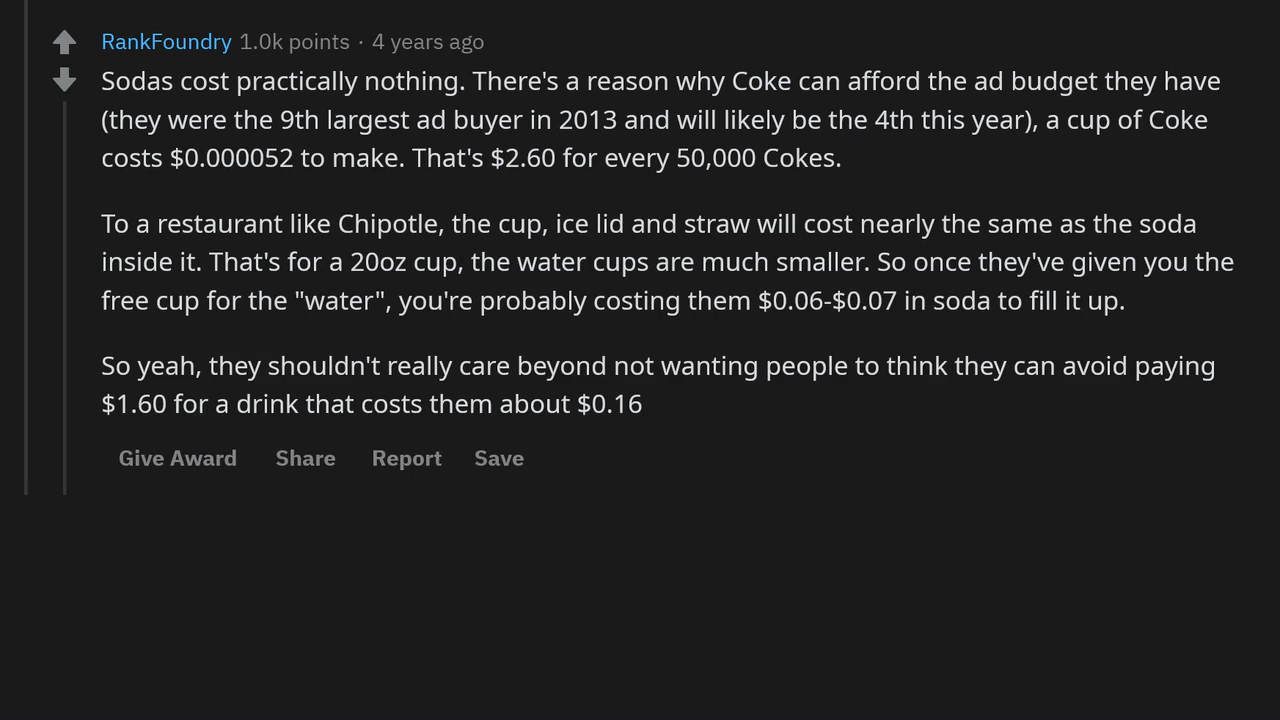 RankFoundry 1.0k points · 4 years ago
Sodas cost practically nothing. There's a reason why Coke can afford the ad budget they have
(they were the 9th largest ad buyer in 2013 and will likely be the 4th this year), a cup of Coke
costs $0.000052 to make. That's $2.60 for every 50,000 Cokes.
To a restaurant like Chipotle, the cup, ice lid and straw will cost nearly the same as the soda
inside it. That's for a 20oz cup, the water cups are much smaller. So once they've given you the
free cup for the "water", you're probably costing them $0.06-$0.07 in soda to fill it up.
So yeah, they shouldn't really care beyond not wanting people to think they can avoid paying
$1.60 for a drink that costs them about $0.16
Give Award Share Report Save